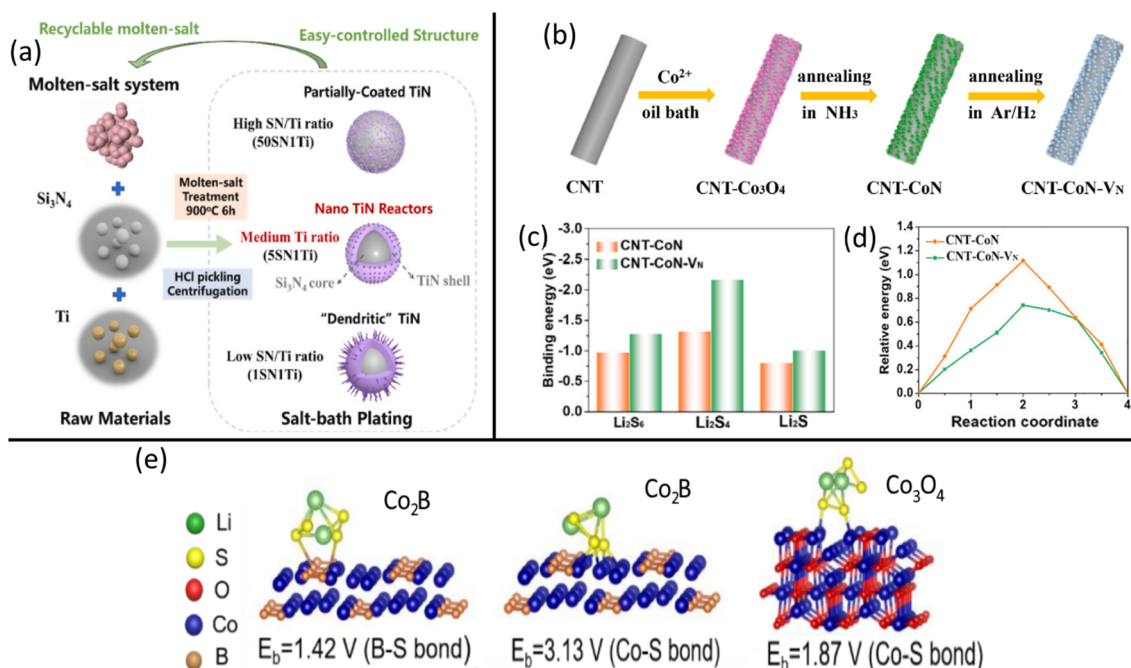 (a)
Recyclable molten-salt
Easy-controlled Structure
Molten-salt system
Si₃N₄
Ti
Raw Materials
Molten-salt
Treatment
900°C 6h
HCl pickling
Centrifugation
Partially-Coated TiN
High SN/Ti ratio
(50SN1Ti)
Nano TiN Reactors
Medium Ti ratio
(5SN1Ti)
Si₃N₄ core
TiN shell
"Dendritic" TiN
Low SN/Ti ratio
(1SN1Ti)
Salt-bath Plating
(b)
Co²⁺
oil bath
annealing
in NH₃
annealing
in Ar/H₂
CNT
CNT-Co₃O₄
CNT-CoN
CNT-CoN-VN
(c)
Binding energy (eV)
-3.0
-2.5
-2.0
-1.5
-1.0
-0.5
-0.0
CNT-CoN
CNT-CoN-VN
Li₂S₆
Li₂S₄
Li₂S
(d)
Relative energy (eV)
1.4
1.2
1.0
0.8
0.6
0.4
0.2
0.0
CNT-CoN
CNT-CoN-VN
0
1
2
3
4
Reaction coordinate
(e)
Li
S
O
Co
B
Co₂B
E_b=1.42 V (B-S bond)
Co₂B
E_b=3.13 V (Co-S bond)
Co₃O₄
E_b=1.87 V (Co-S bond)